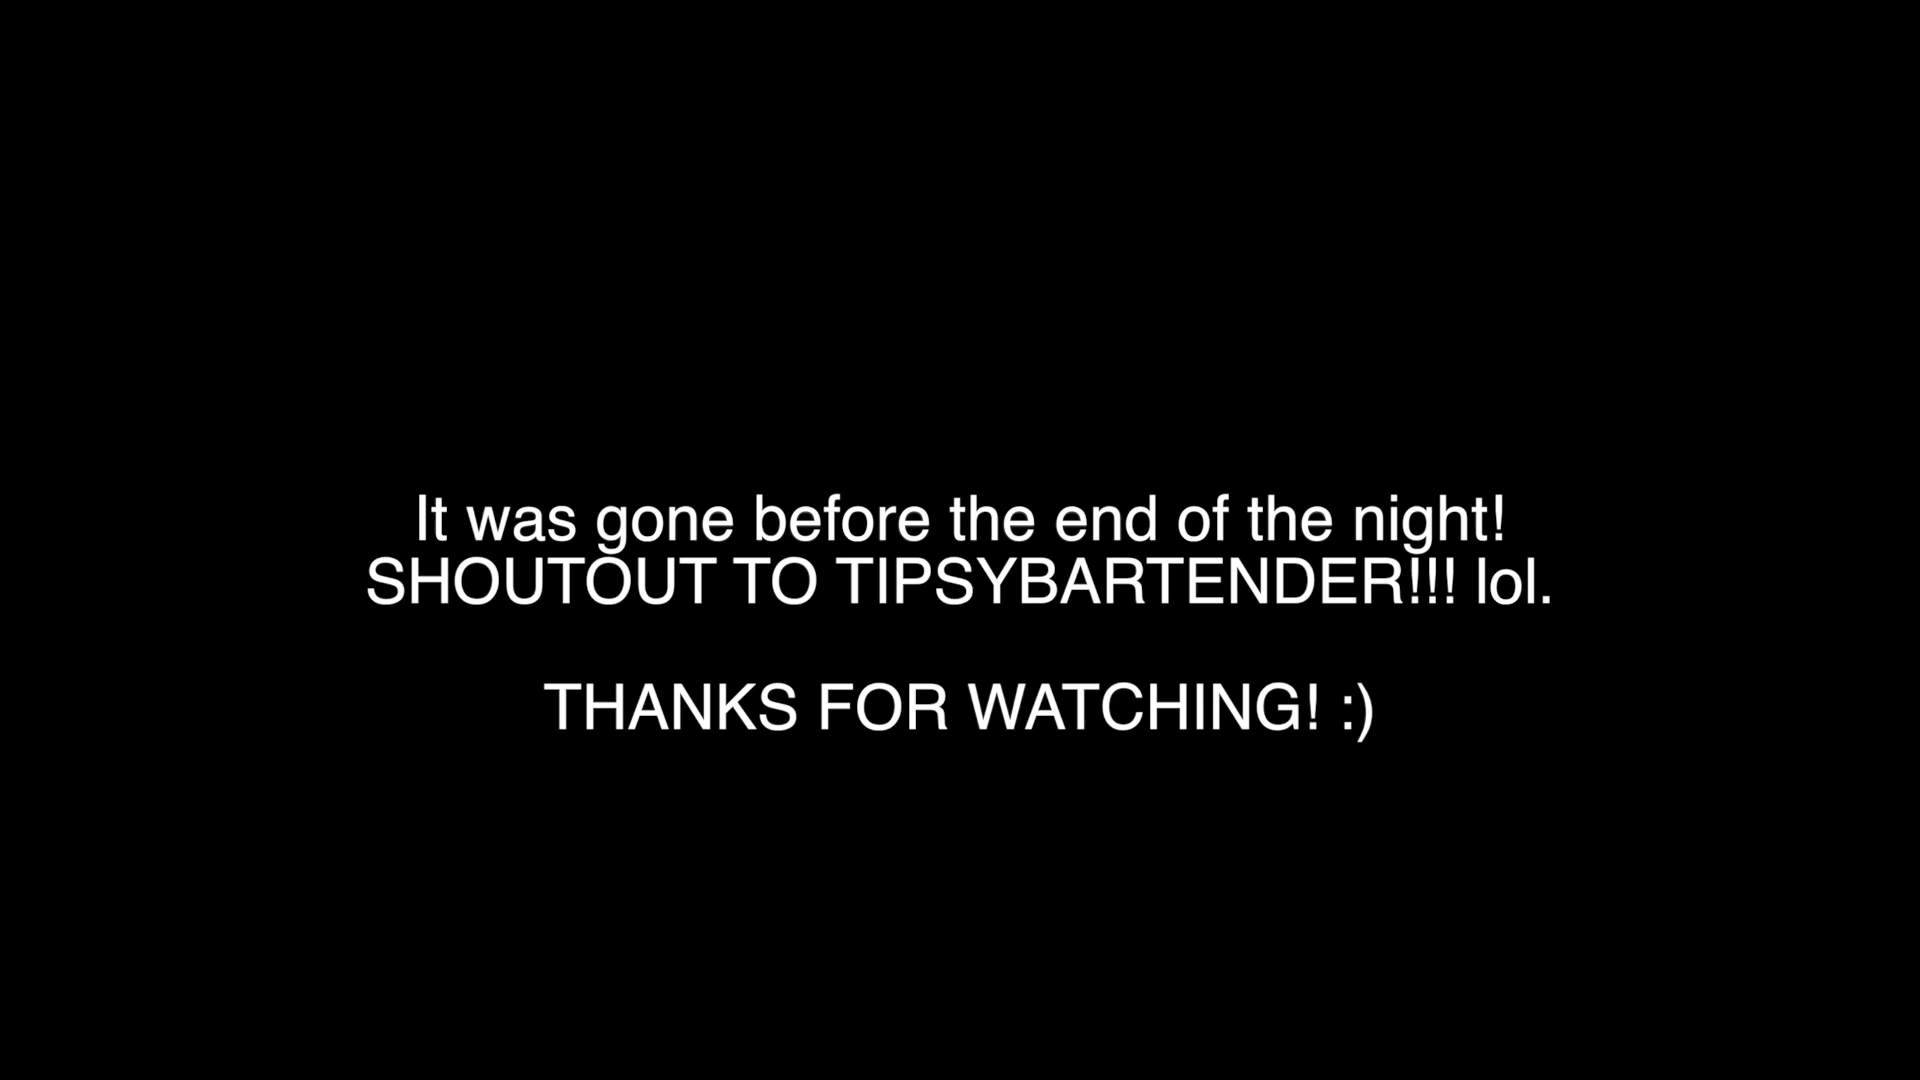 It was gone before the end of the night!
SHOUTOUT TO TIPSYBARTENDER!!! lol.
THANKS FOR WATCHING! :)